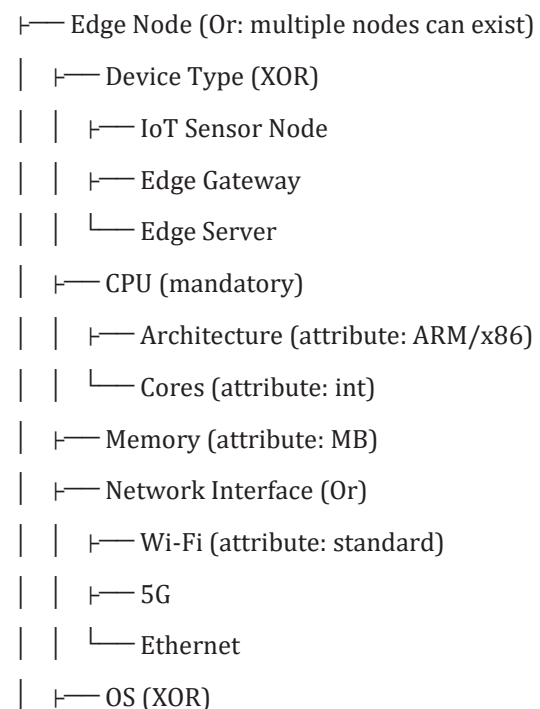 ├── Edge Node (Or: multiple nodes can exist)
│ ├── Device Type (XOR)
│ │ ├── IoT Sensor Node
│ │ ├── Edge Gateway
│ │ └── Edge Server
│ ├── CPU (mandatory)
│ │ ├── Architecture (attribute: ARM/x86)
│ │ └── Cores (attribute: int)
│ ├── Memory (attribute: MB)
│ ├── Network Interface (Or)
│ │ ├── Wi-Fi (attribute: standard)
│ │ ├── 5G
│ │ └── Ethernet
│ ├── OS (XOR)